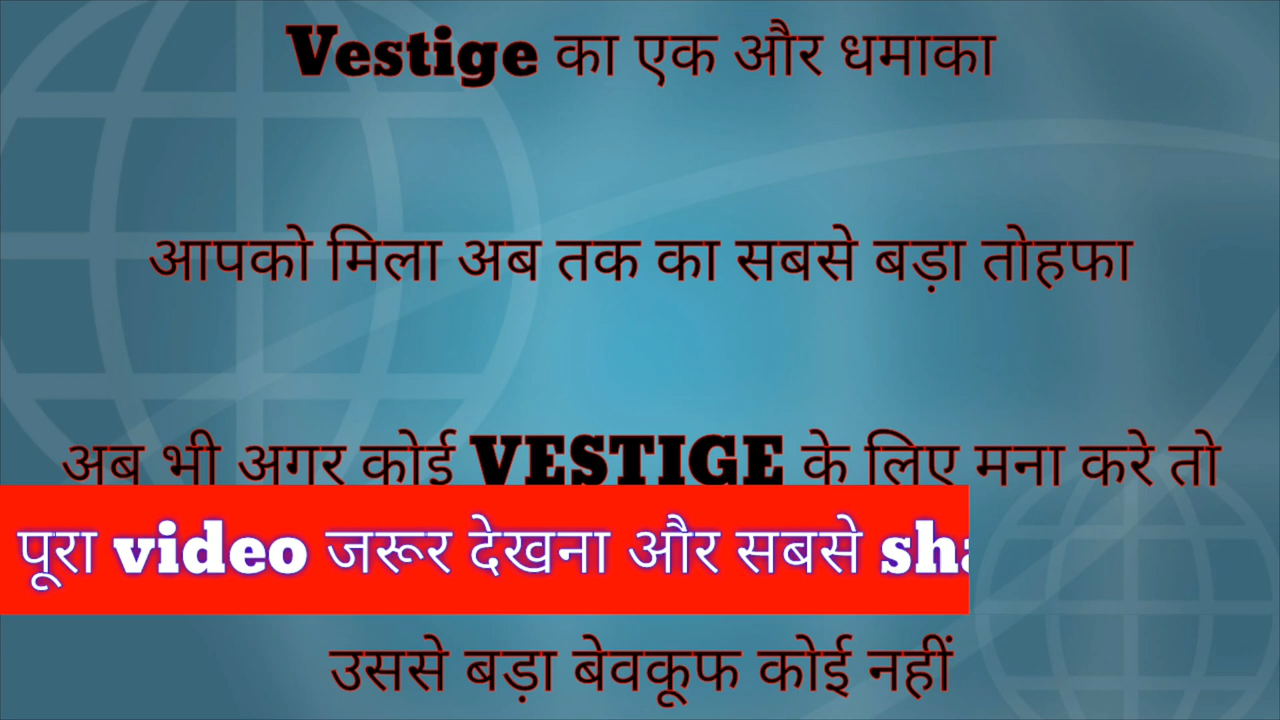 Vestige का एक और धमाका
आपको मिला अब तक का सबसे बड़ा तोहफा
अब भी अगर कोई VESTIGE के लिए मना करे तो
पूरा video जरूर देखना और सबसे
उससे बड़ा बेवकूफ कोई नहीं